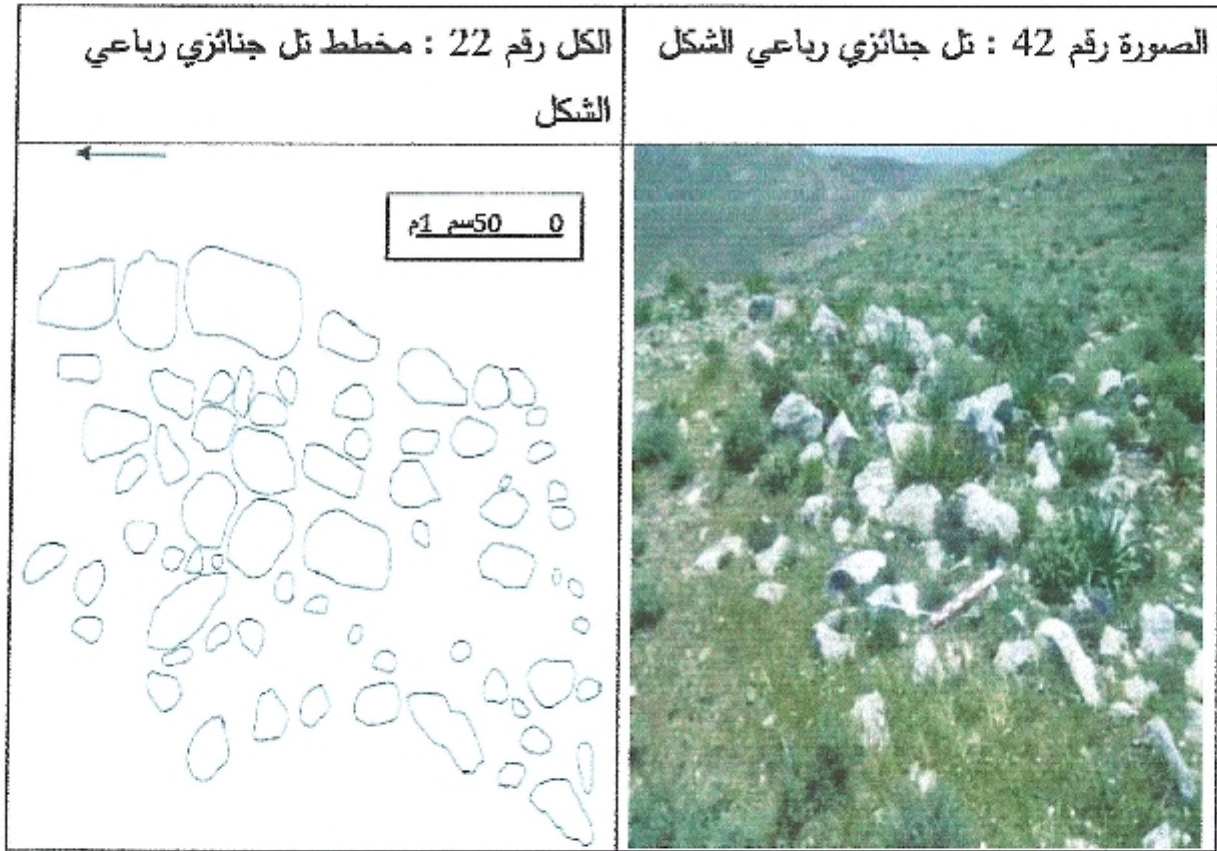 الصورة رقم 42 : تل جنائزي رباعي الشكل
الكل رقم 22 : مخطط تل جنائزي رباعي
الشكل
0 50سم 1م